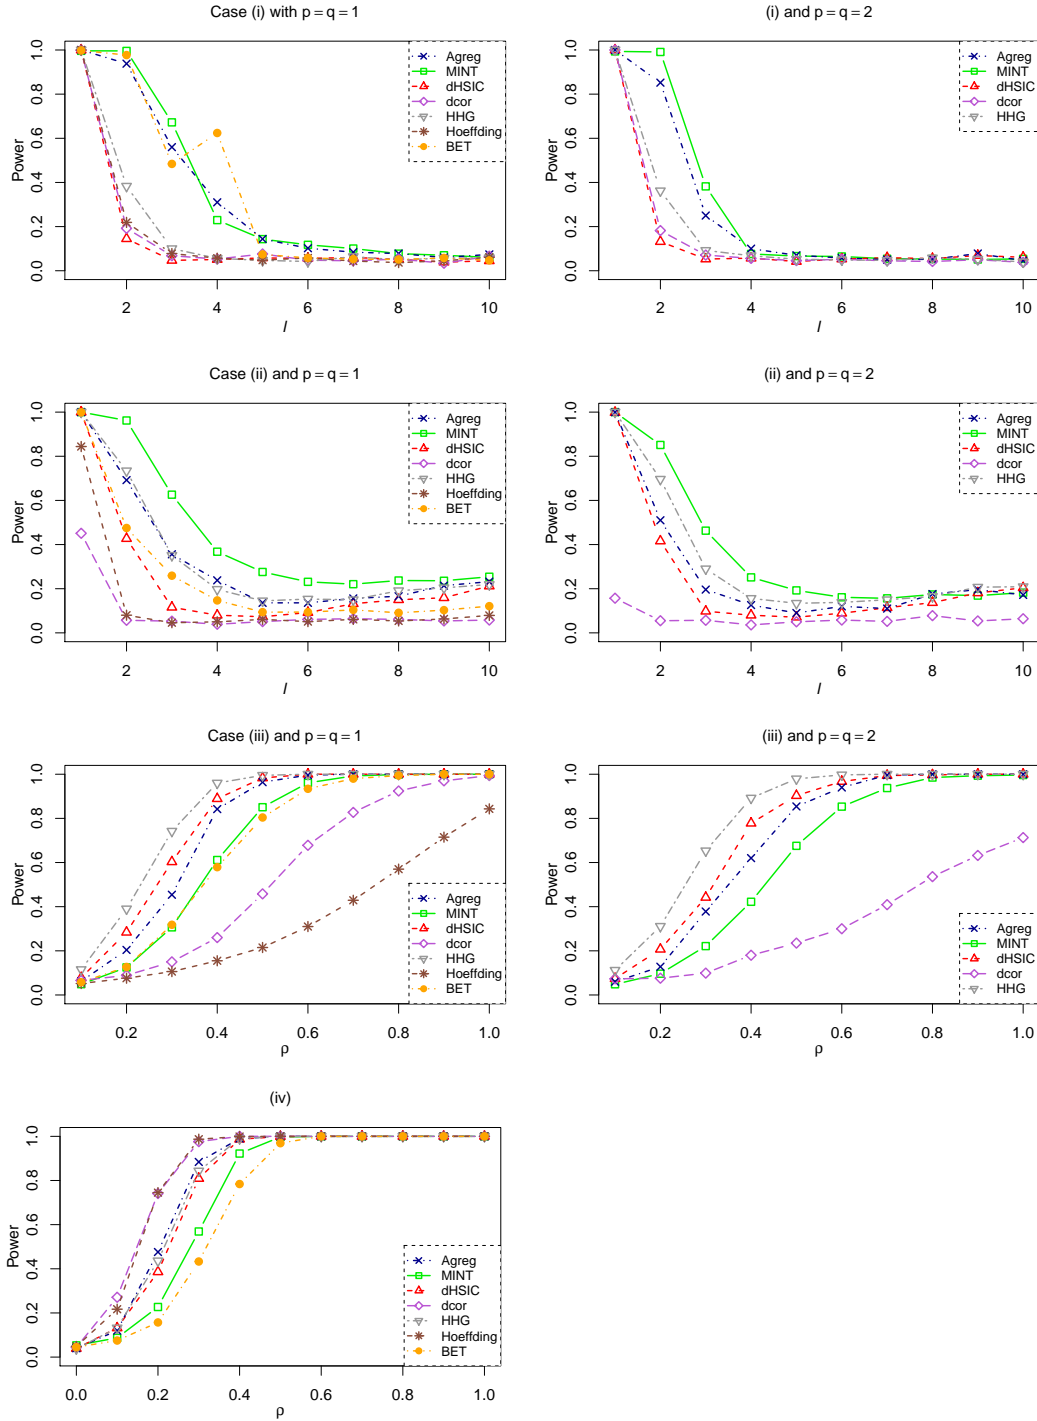 Case (i) with p = q = 1
Power
0.0 0.2 0.4 0.6 0.8 1.0
2 4 6 8 10
l
Agreg
MINT
dHSIC
dcor
HHG
Hoeffding
BET
(i) and p = q = 2
Power
0.0 0.2 0.4 0.6 0.8 1.0
2 4 6 8 10
l
Agreg
MINT
dHSIC
dcor
HHG
Case (ii) and p = q = 1
Power
0.0 0.2 0.4 0.6 0.8 1.0
2 4 6 8 10
l
Agreg
MINT
dHSIC
dcor
HHG
Hoeffding
BET
(ii) and p = q = 2
Power
0.0 0.2 0.4 0.6 0.8 1.0
2 4 6 8 10
l
Agreg
MINT
dHSIC
dcor
HHG
Case (iii) and p = q = 1
Power
0.0 0.2 0.4 0.6 0.8 1.0
0.2 0.4 0.6 0.8 1.0
ρ
Agreg
MINT
dHSIC
dcor
HHG
Hoeffding
BET
(iii) and p = q = 2
Power
0.0 0.2 0.4 0.6 0.8 1.0
0.2 0.4 0.6 0.8 1.0
ρ
Agreg
MINT
dHSIC
dcor
HHG
(iv)
Power
0.0 0.2 0.4 0.6 0.8 1.0
0.0 0.2 0.4 0.6 0.8 1.0
ρ
Agreg
MINT
dHSIC
dcor
HHG
Hoeffding
BET